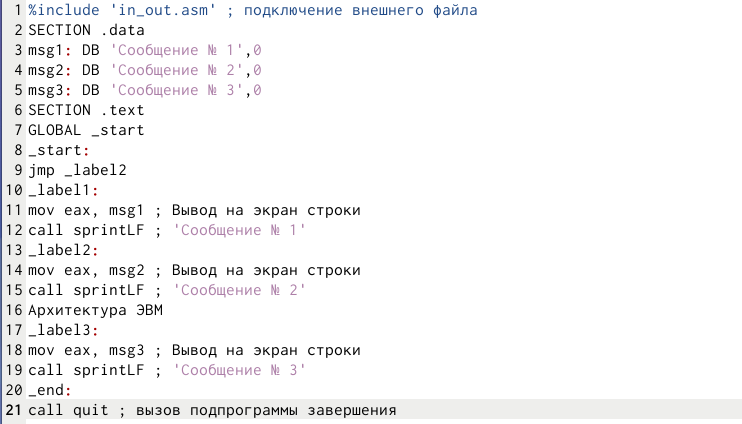 1 %include 'in_out.asm' ; подключение внешнего файла
2 SECTION .data
3 msg1: DB 'Сообщение № 1',0
4 msg2: DB 'Сообщение № 2',0
5 msg3: DB 'Сообщение № 3',0
6 SECTION .text
7 GLOBAL _start
8 _start:
9 jmp _label2
10 _label1:
11 mov eax, msg1 ; Вывод на экран строки
12 call sprintLF ; 'Сообщение № 1'
13 _label2:
14 mov eax, msg2 ; Вывод на экран строки
15 call sprintLF ; 'Сообщение № 2'
16 Архитектура ЭВМ
17 _label3:
18 mov eax, msg3 ; Вывод на экран строки
19 call sprintLF ; 'Сообщение № 3'
20 _end:
21 call quit ; вызов подпрограммы завершения